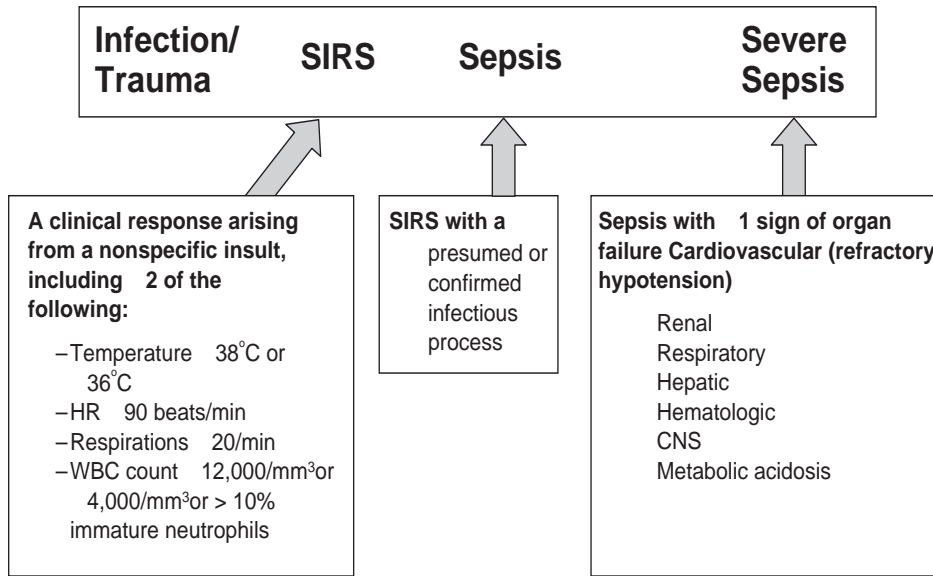 Infection/
Trauma
SIRS
Sepsis
Severe
Sepsis
A clinical response arising
from a nonspecific insult,
including 2 of the
following:
–Temperature 38°C or
36°C
–HR 90 beats/min
–Respirations 20/min
–WBC count 12,000/mm³or
4,000/mm³or > 10%
immature neutrophils
SIRS with a
presumed or
confirmed
infectious
process
Sepsis with 1 sign of organ
failure Cardiovascular (refractory
hypotension)
Renal
Respiratory
Hepatic
Hematologic
CNS
Metabolic acidosis